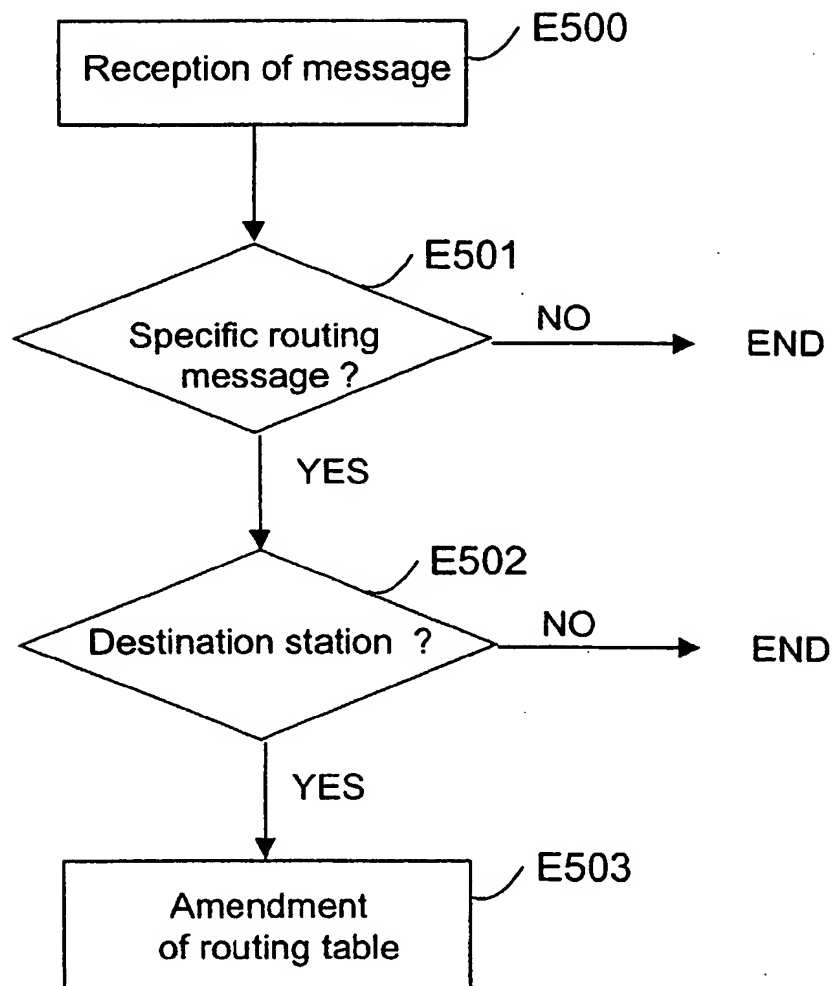 E500
Reception of message
E501
Specific routing
message ?
NO
END
YES
E502
Destination station ?
NO
END
YES
E503
Amendment
of routing table